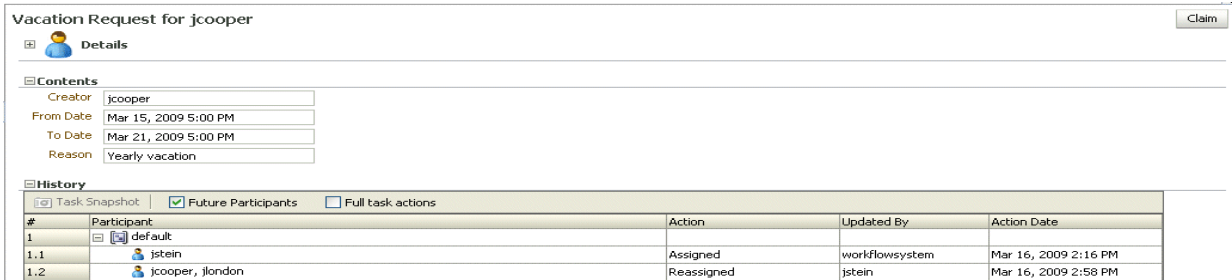 Vacation Request for jcooper
Claim
Details
Contents
Creator jcooper
From Date Mar 15, 2009 5:00 PM
To Date Mar 21, 2009 5:00 PM
Reason Yearly vacation
History
Task Snapshot Future Participants Full task actions
# Participant Action Updated By Action Date
1 default
1.1 jstein Assigned workflowsystem Mar 16, 2009 2:16 PM
1.2 jcooper, jlondon Reassigned jstein Mar 16, 2009 2:58 PM